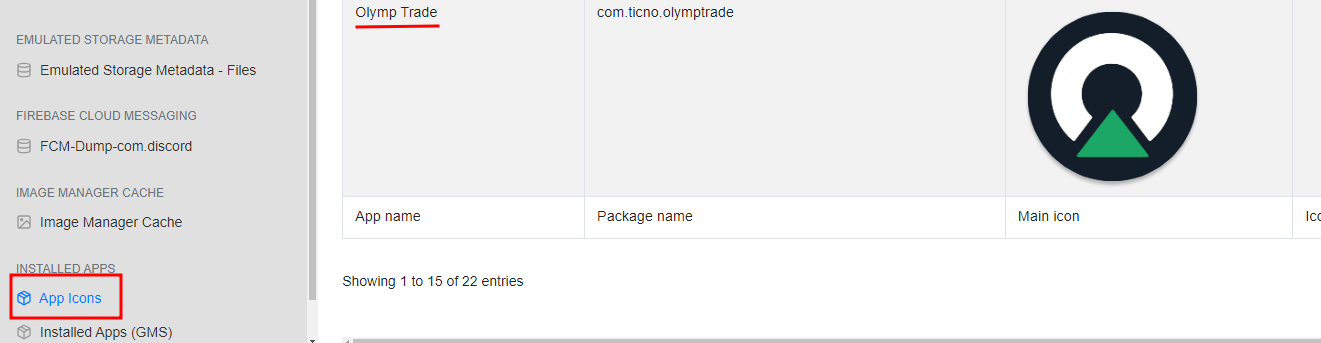 EMULATED STORAGE METADATA
Emulated Storage Metadata - Files
FIREBASE CLOUD MESSAGING
FCM-Dump-com.discord
IMAGE MANAGER CACHE
Image Manager Cache
INSTALLED APPS
App Icons
Installed Apps (GMS)
Olymp Trade com.ticno.olymptrade
App name Package name Main icon
Showing 1 to 15 of 22 entries